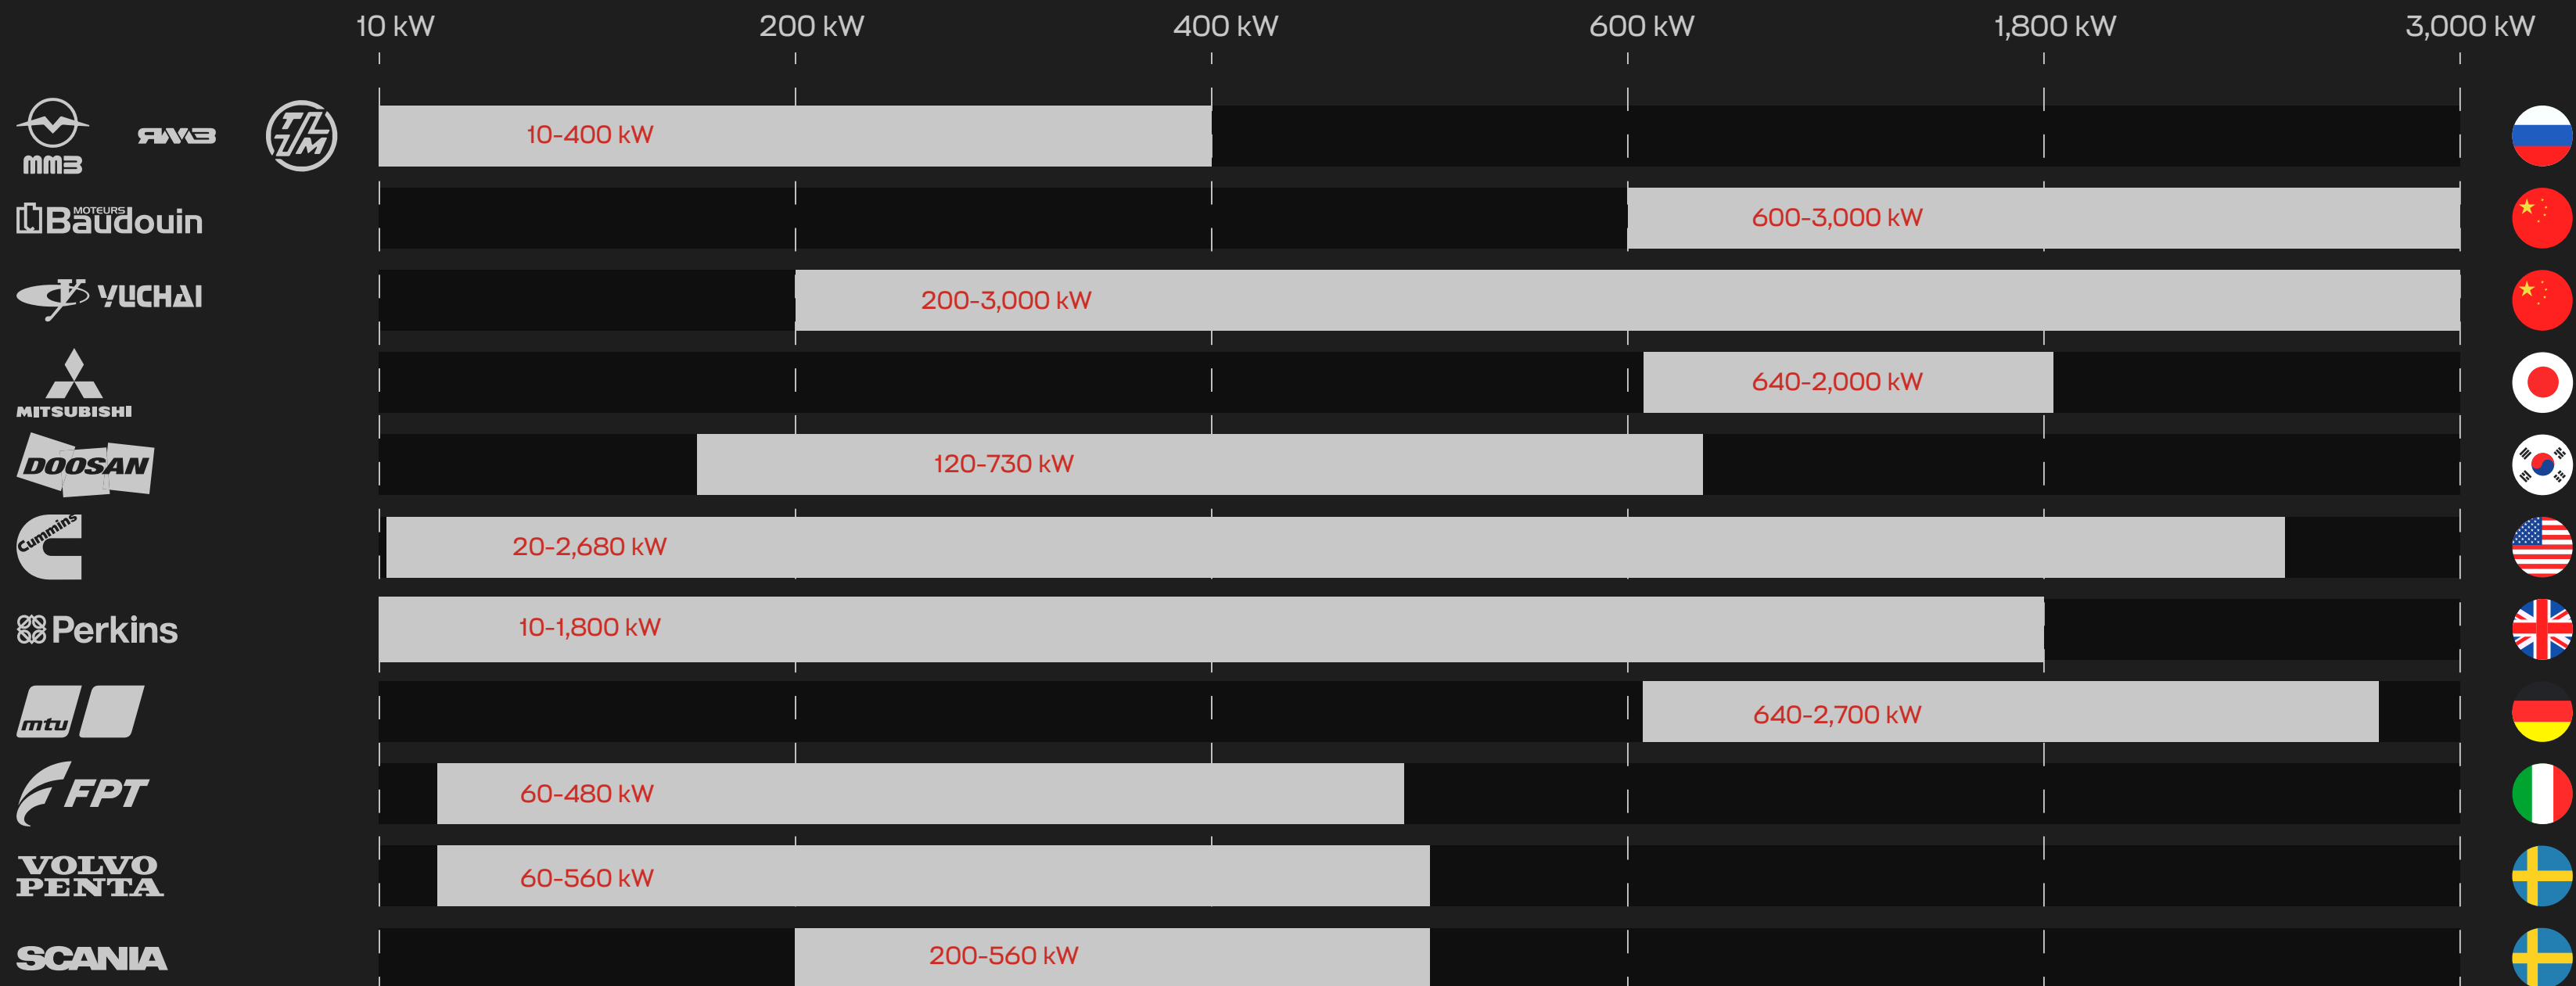 10 kW 200 kW 400 kW 600 kW 1,800 kW 3,000 kW
ММЗ ЯМЗ ТМЗ 10-400 kW
MOTEURS
Baudouin 600-3,000 kW
YUCHAI 200-3,000 kW
MITSUBISHI 640-2,000 kW
DOOSAN 120-730 kW
Cummins 20-2,680 kW
Perkins 10-1,800 kW
mtu 640-2,700 kW
FPT 60-480 kW
VOLVO
PENTA 60-560 kW
SCANIA 200-560 kW